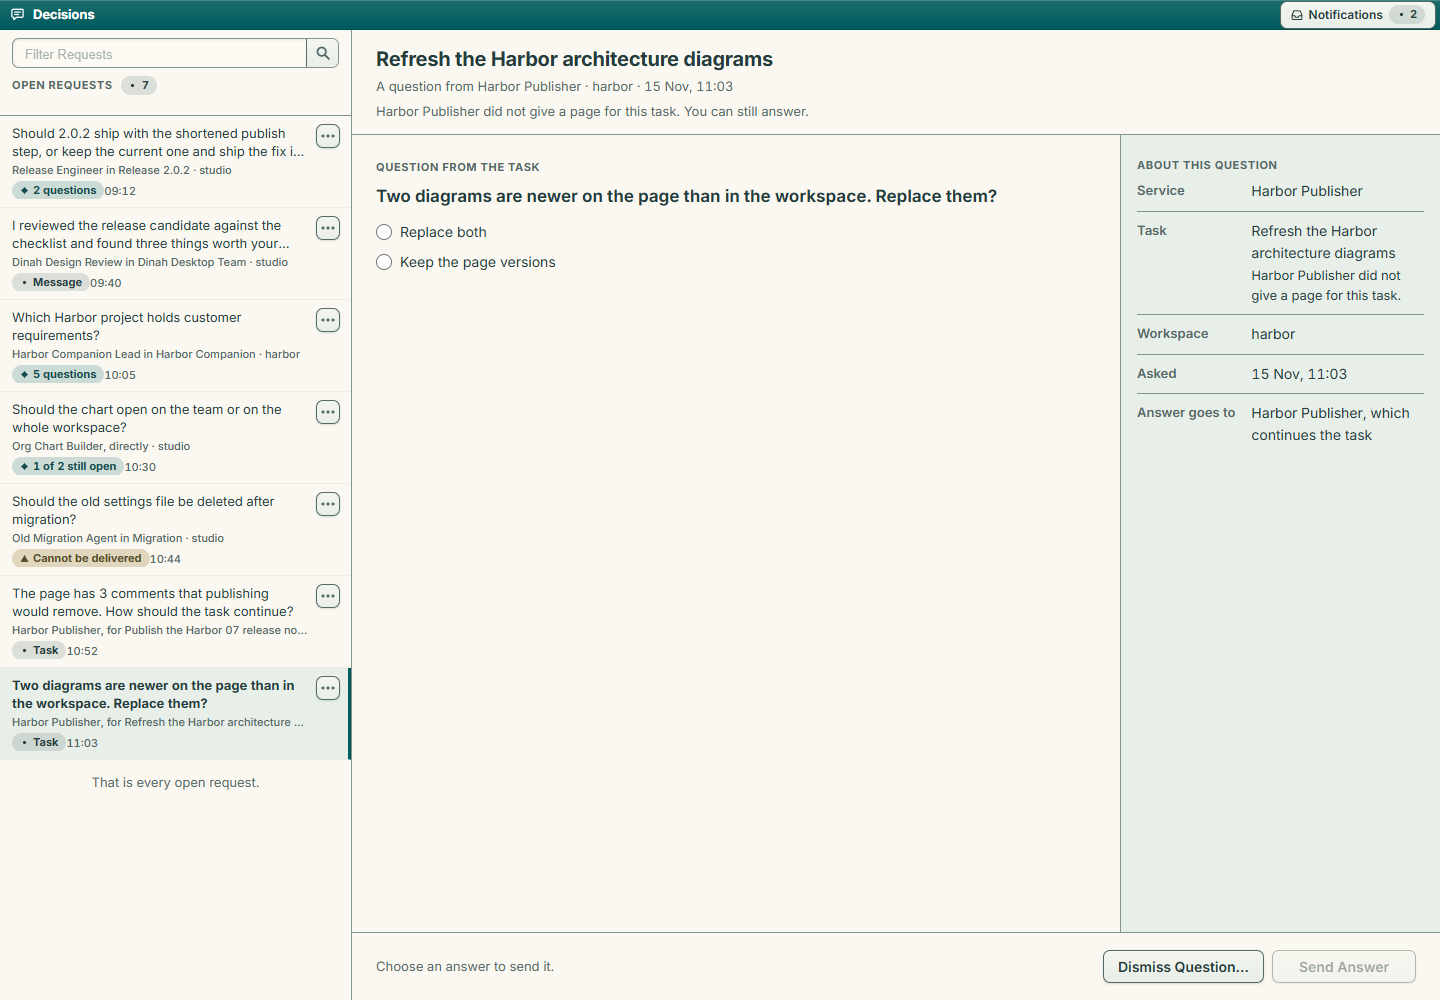 Decisions
Notifications • 2
Filter Requests
OPEN REQUESTS • 7
Should 2.0.2 ship with the shortened publish
step, or keep the current one and ship the fix i...
Release Engineer in Release 2.0.2 · studio
2 questions 09:12
I reviewed the release candidate against the
checklist and found three things worth your...
Dinah Design Review in Dinah Desktop Team · studio
• Message 09:40
Which Harbor project holds customer
requirements?
Harbor Companion Lead in Harbor Companion · harbor
5 questions 10:05
Should the chart open on the team or on the
whole workspace?
Org Chart Builder, directly · studio
1 of 2 still open 10:30
Should the old settings file be deleted after
migration?
Old Migration Agent in Migration · studio
Cannot be delivered 10:44
The page has 3 comments that publishing
would remove. How should the task continue?
Harbor Publisher, for Publish the Harbor 07 release no...
• Task 10:52
Two diagrams are newer on the page than in
the workspace. Replace them?
Harbor Publisher, for Refresh the Harbor architecture ...
• Task 11:03
That is every open request.
Refresh the Harbor architecture diagrams
A question from Harbor Publisher · harbor · 15 Nov, 11:03
Harbor Publisher did not give a page for this task. You can still answer.
QUESTION FROM THE TASK
Two diagrams are newer on the page than in the workspace. Replace them?
Replace both
Keep the page versions
ABOUT THIS QUESTION
Service Harbor Publisher
Task Refresh the Harbor
architecture diagrams
Harbor Publisher did not
give a page for this task.
Workspace harbor
Asked 15 Nov, 11:03
Answer goes to Harbor Publisher, which
continues the task
Choose an answer to send it.
Dismiss Question...
Send Answer